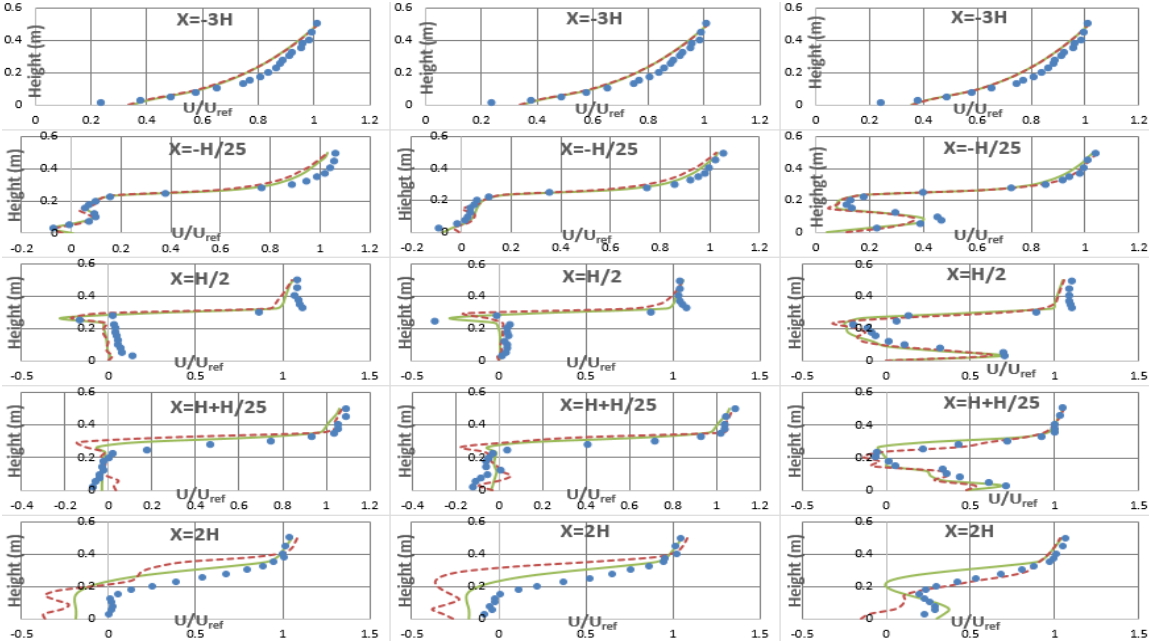 X=-3H X=-3H X=-3H
Height (m) Height (m) Height (m)
0.6 0.4 0.2 0 0.6 0.4 0.2 0 0.6 0.4 0.2 0
0 0.2 0.4 0.6 0.8 1 1.2 0 0.2 0.4 0.6 0.8 1 1.2 0 0.2 0.4 0.6 0.8 1 1.2
U/Uref U/Uref U/Uref
X=-H/25 X=-H/25 X=-H/25
Height (m) Hiehgt (m) Heighgt (m)
0.6 0.4 0.2 0 0.6 0.4 0.2 0 0.6 0.4 0.2 0
-0.2 0 0.2 0.4 0.6 0.8 1 1.2 -0.2 0 0.2 0.4 0.6 0.8 1 1.2 0 0.2 0.4 0.6 0.8 1 1.2
U/Uref U/Uref U/Uref
X=H/2 X=H/2 X=H/2
Height (m) Height (m) Height (m)
0.6 0.4 0.2 0 0.6 0.4 0.2 0 0.6 0.4 0.2 0
-0.5 0 0.5 1 1.5 -0.5 0 0.5 1 1.5 -0.5 0 0.5 1 1.5
U/Uref U/Uref U/Uref
X=H+H/25 X=H+H/25 X=H+H/25
Height (m) Height (m) Height (m)
0.6 0.4 0.2 0 0.6 0.4 0.2 0 0.6 0.4 0.2 0
-0.4 -0.2 0 0.2 0.4 0.6 0.8 1 1.2 -0.4 -0.2 0 0.2 0.4 0.6 0.8 1 1.2 -0.5 0 0.5 1 1.5
U/Uref U/Uref U/Uref
X=2H X=2H X=2H
Height (m) Height (m) Height (m)
0.6 0.4 0.2 0 0.6 0.4 0.2 0 0.6 0.4 0.2 0
-0.5 0 0.5 1 1.5 -0.5 0 0.5 1 1.5 -0.5 0 0.5 1 1.5
U/Uref U/Uref U/Uref